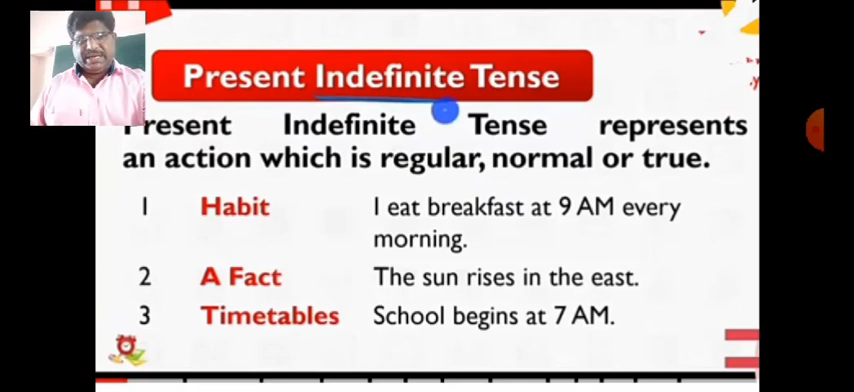 Present Indefinite Tense
Present Indefinite Tense represents
an action which is regular, normal or true.
1 Habit I eat breakfast at 9 AM every
morning.
2 A Fact The sun rises in the east.
3 Timetables School begins at 7 AM.